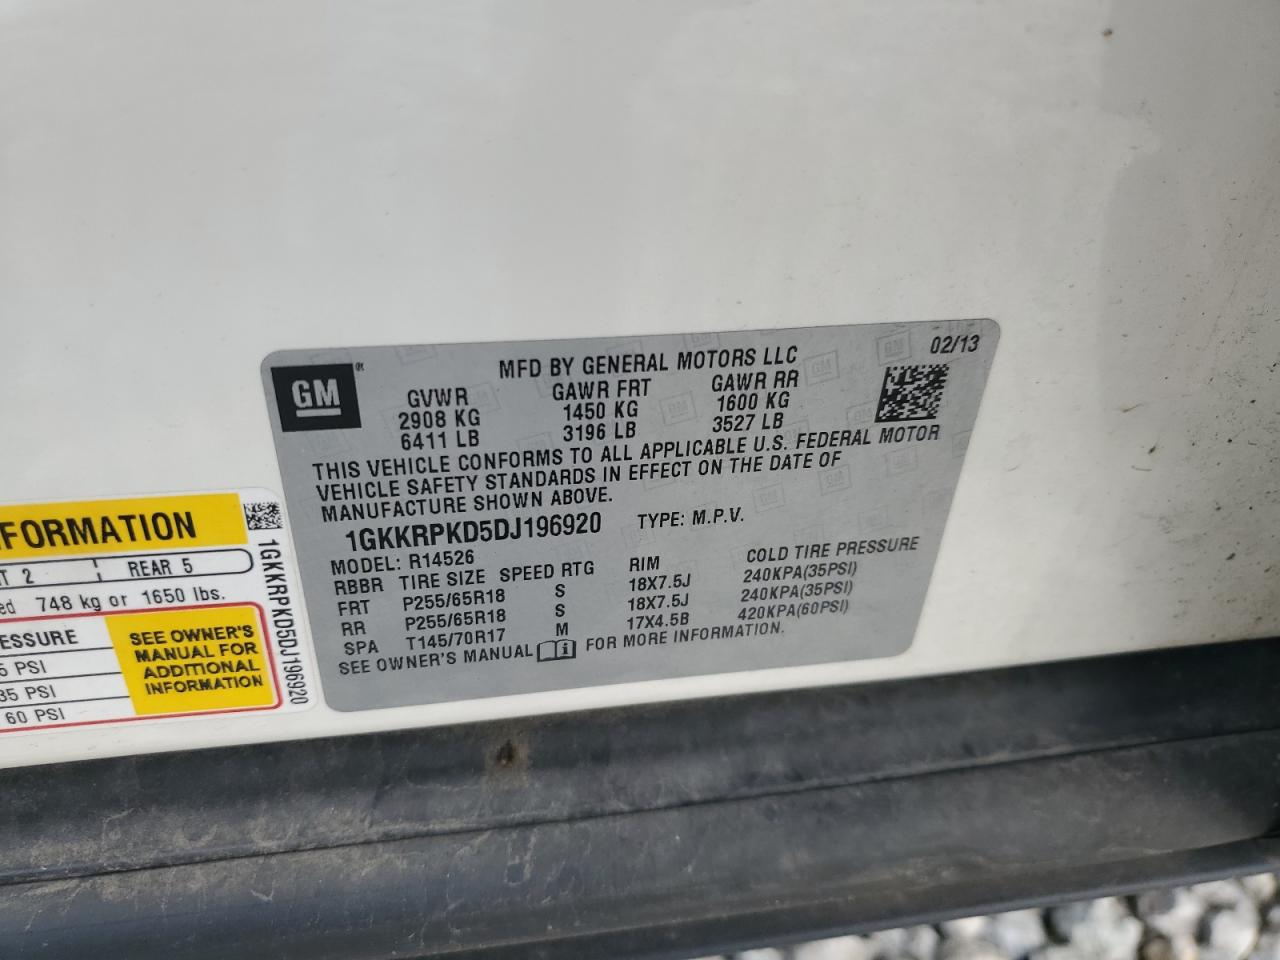 GM
MFD BY GENERAL MOTORS LLC
02/13
GVWR GAWR FRT GAWR RR
2908 KG 1450 KG 1600 KG
6411 LB 3196 LB 3527 LB
THIS VEHICLE CONFORMS TO ALL APPLICABLE U.S. FEDERAL MOTOR
VEHICLE SAFETY STANDARDS IN EFFECT ON THE DATE OF
MANUFACTURE SHOWN ABOVE.
1GKKRPKD5DJ196920 TYPE: M.P.V.
MODEL: R14526
RBBR TIRE SIZE SPEED RTG RIM COLD TIRE PRESSURE
FRT P255/65R18 S 18X7.5J 240KPA(35PSI)
RR P255/65R18 S 18X7.5J 240KPA(35PSI)
SPA T145/70R17 M 17X4.5B 420KPA(60PSI)
SEE OWNER'S MANUAL i FOR MORE INFORMATION.
FORMATION
T 2 REAR 5
ed 748 kg or 1650 lbs.
ESSURE
5 PSI
35 PSI
60 PSI
SEE OWNER'S
MANUAL FOR
ADDITIONAL
INFORMATION
1GKKRPKD5DJ196920